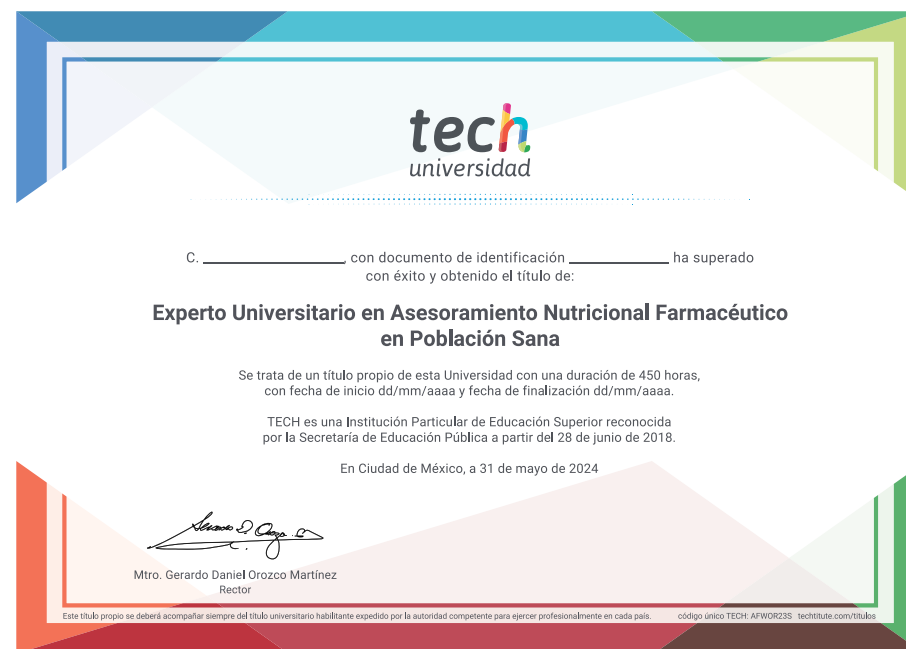 tech
universidad
C. ____________, con documento de identificación ____________ ha superado
con éxito y obtenido el título de:
Experto Universitario en Asesoramiento Nutricional Farmacéutico
en Población Sana
Se trata de un título propio de esta Universidad con una duración de 450 horas,
con fecha de inicio dd/mm/aaaa y fecha de finalización dd/mm/aaaa.
TECH es una Institución Particular de Educación Superior reconocida
por la Secretaría de Educación Pública a partir del 28 de junio de 2018.
En Ciudad de México, a 31 de mayo de 2024
Mtro. Gerardo Daniel Orozco Martínez
Rector
Este título propio se deberá acompañar siempre del título universitario habilitante expedido por la autoridad competente para ejercer profesionalmente en cada país. código único TECH: AFWOR23S techtitute.com/titulos